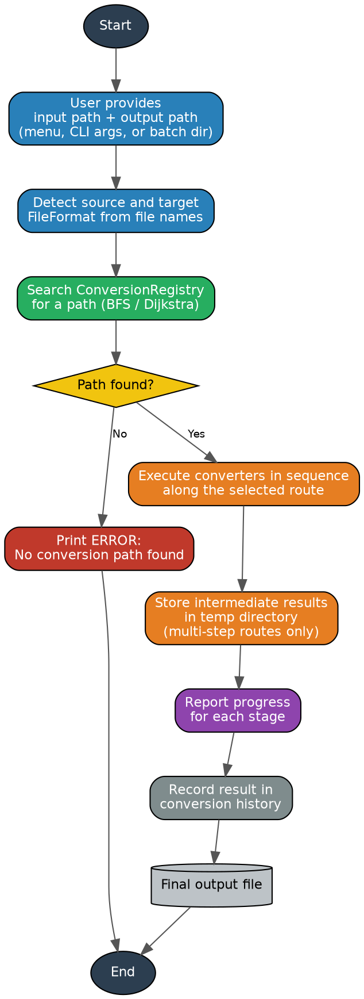 Start
User provides
input path + output path
(menu, CLI args, or batch dir)
Detect source and target
FileFormat from file names
Search ConversionRegistry
for a path (BFS / Dijkstra)
Path found?
No
Yes
Execute converters in sequence
along the selected route
Print ERROR:
No conversion path found
Store intermediate results
in temp directory
(multi-step routes only)
Report progress
for each stage
Record result in
conversion history
Final output file
End